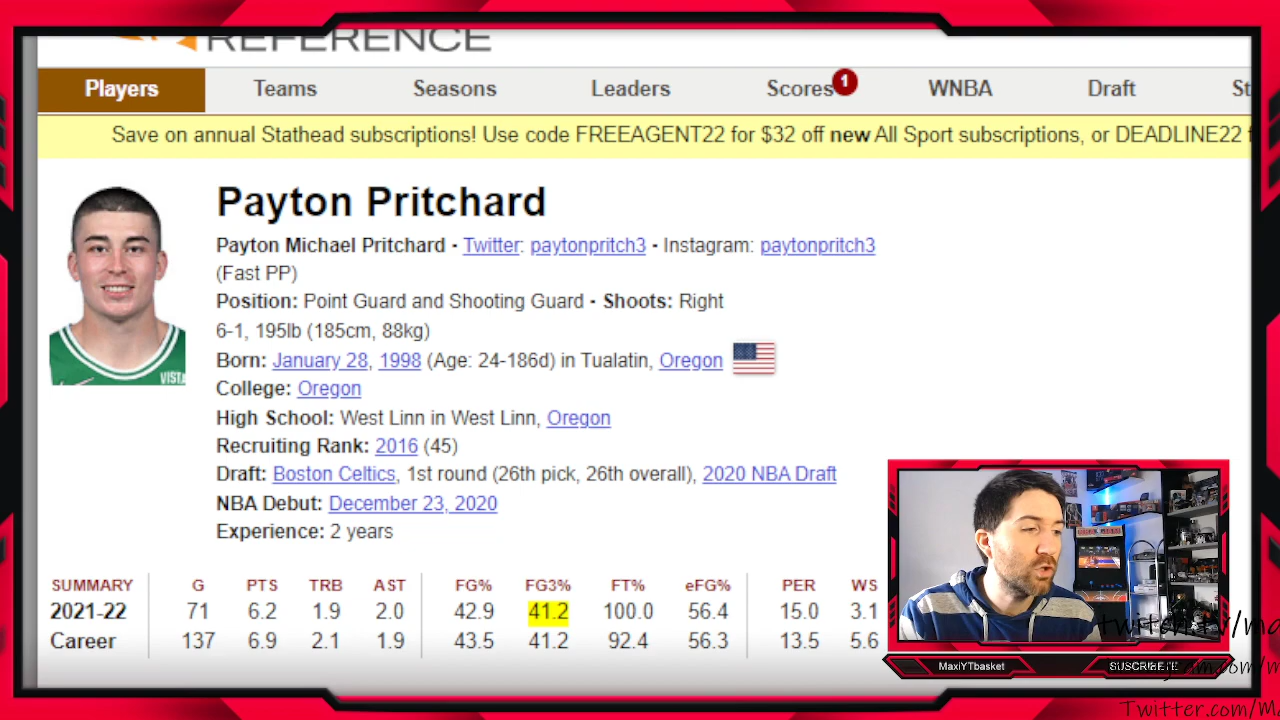 REFERENCE
Players Teams Seasons Leaders Scores 1 WNBA Draft St
Save on annual Stathead subscriptions! Use code FREEAGENT22 for $32 off new All Sport subscriptions, or DEADLINE22 f
Payton Pritchard
Payton Michael Pritchard ▪ Twitter: paytonpritch3 ▪ Instagram: paytonpritch3
(Fast PP)
Position: Point Guard and Shooting Guard ▪ Shoots: Right
6-1, 195lb (185cm, 88kg)
Born: January 28, 1998 (Age: 24-186d) in Tualatin, Oregon
College: Oregon
High School: West Linn in West Linn, Oregon
Recruiting Rank: 2016 (45)
Draft: Boston Celtics, 1st round (26th pick, 26th overall), 2020 NBA Draft
NBA Debut: December 23, 2020
Experience: 2 years
SUMMARY G PTS TRB AST FG% FG3% FT% eFG% PER WS
2021-22 71 6.2 1.9 2.0 42.9 41.2 100.0 56.4 15.0 3.1
Career 137 6.9 2.1 1.9 43.5 41.2 92.4 56.3 13.5 5.6
VISTA
twitch.tv/ma
MaxiYTbasket SUSCRIBETE
Twitter.com/Ma